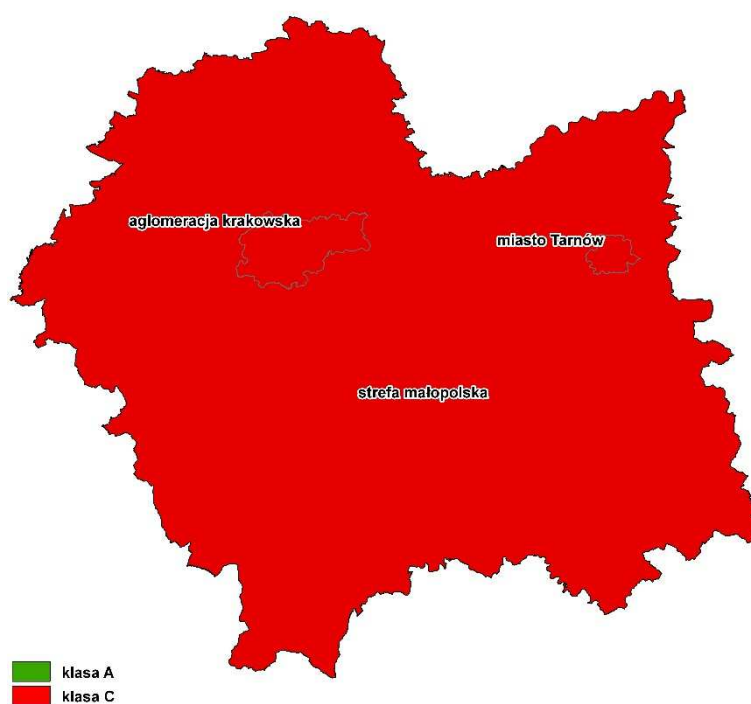 aglomeracja krakowska
miasto Tarnów
strefa małopolska
klasa A
klasa C